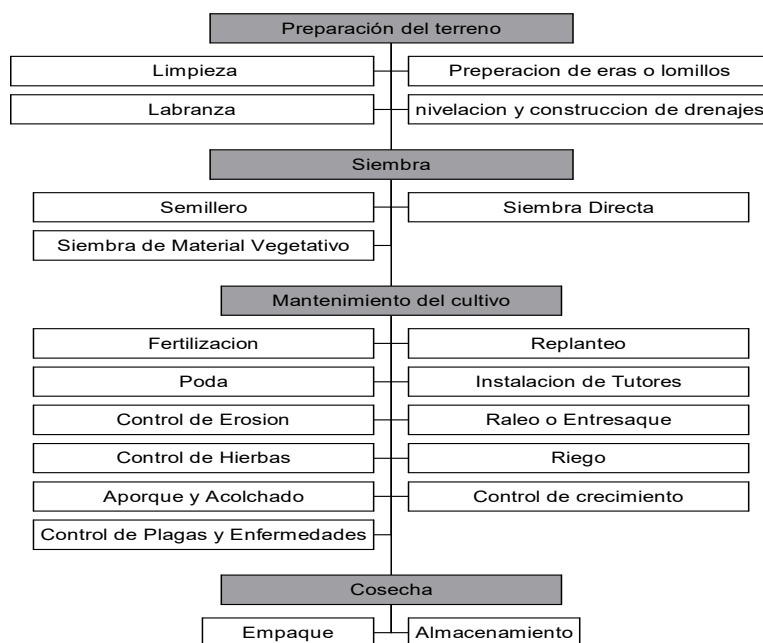 Preparación del terreno
Limpieza
Preperacion de eras o lomillos
Labranza
nivelacion y construccion de drenajes
Siembra
Semillero
Siembra Directa
Siembra de Material Vegetativo
Mantenimiento del cultivo
Fertilizacion
Replanteo
Poda
Instalacion de Tutores
Control de Erosion
Raleo o Entresaque
Control de Hierbas
Riego
Aporque y Acolchado
Control de crecimiento
Control de Plagas y Enfermedades
Cosecha
Empaque
Almacenamiento